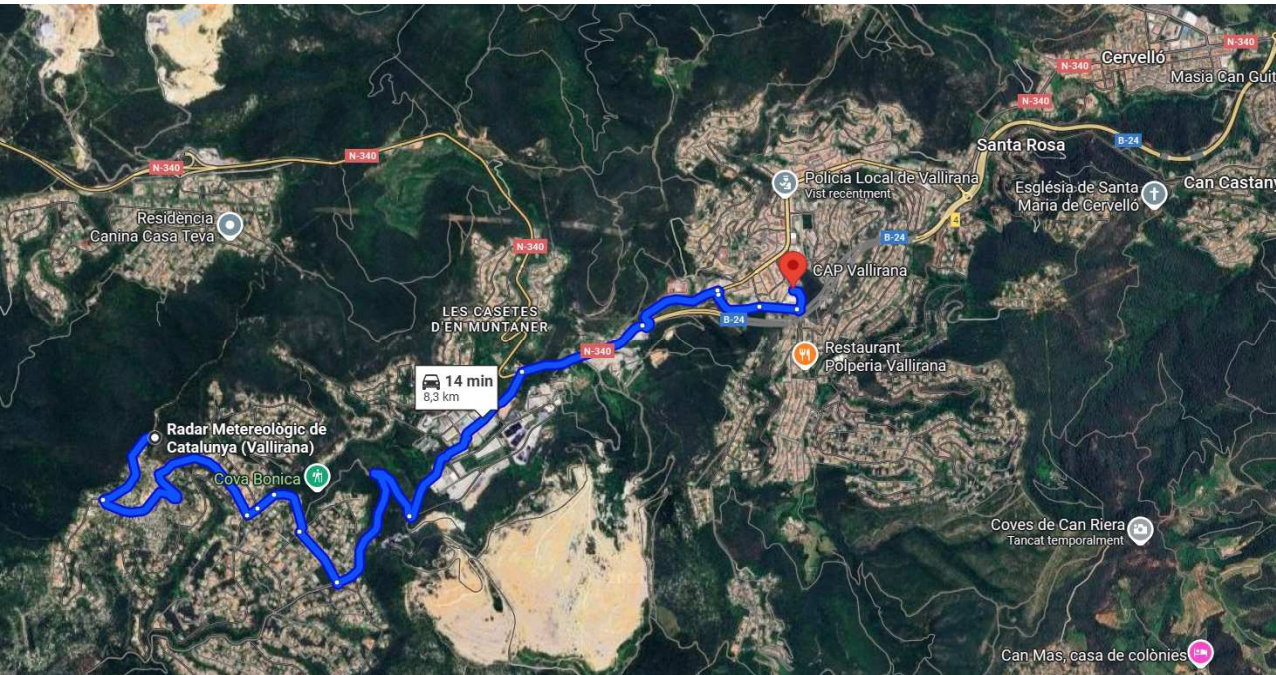 N-340
Cervelló
N-340
Masia Can Guit
N-340
B-24
Santa Rosa
N-340
N-340
Policia Local de Vallirana
Vist recentment
Església de Santa
Maria de Cervelló
Can Castany
Residència
Canina Casa Teva
4
B-24
N-340
CAP Vallirana
LES CASETES
D'EN MUNTANER
B-24
N-340
Restaurant
Polperia Vallirana
14 min
8,3 km
Radar Metereològic de
Catalunya (Vallirana)
Cova Bonica
Coves de Can Riera
Tancat temporalment
Can Mas, casa de colònies